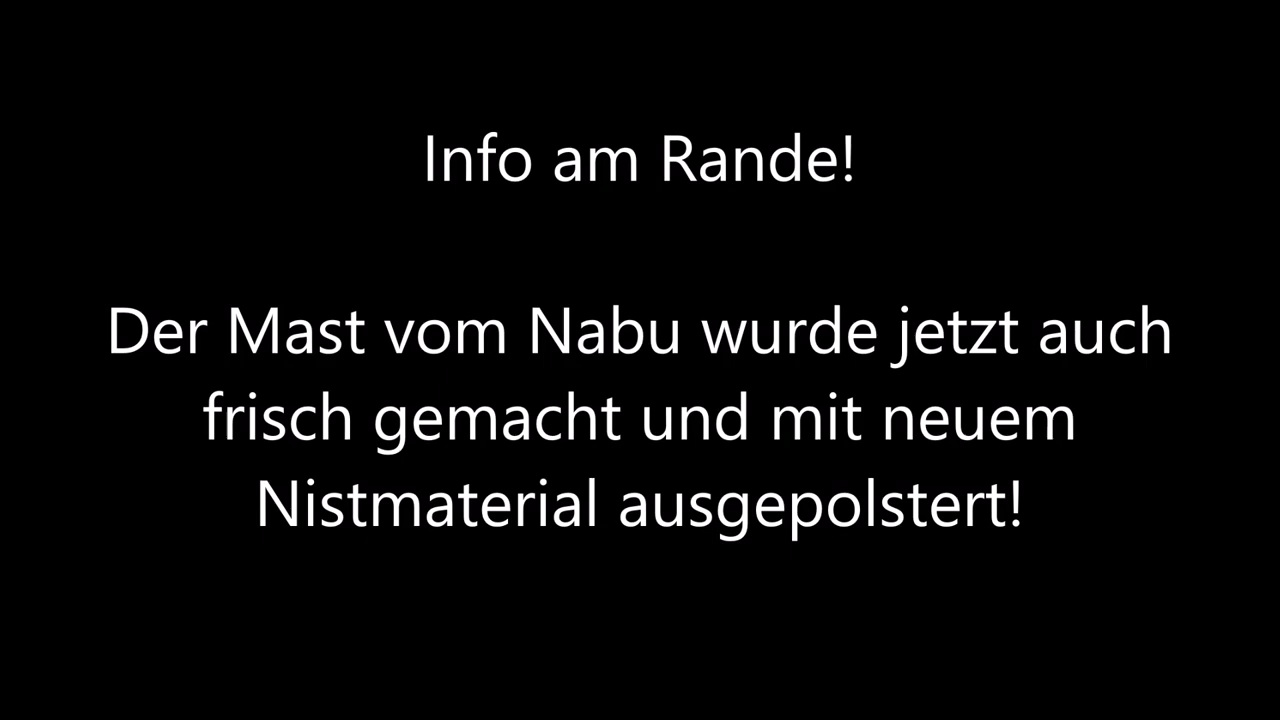 Info am Rande!
Der Mast vom Nabu wurde jetzt auch
frisch gemacht und mit neuem
Nistmaterial ausgepolstert!